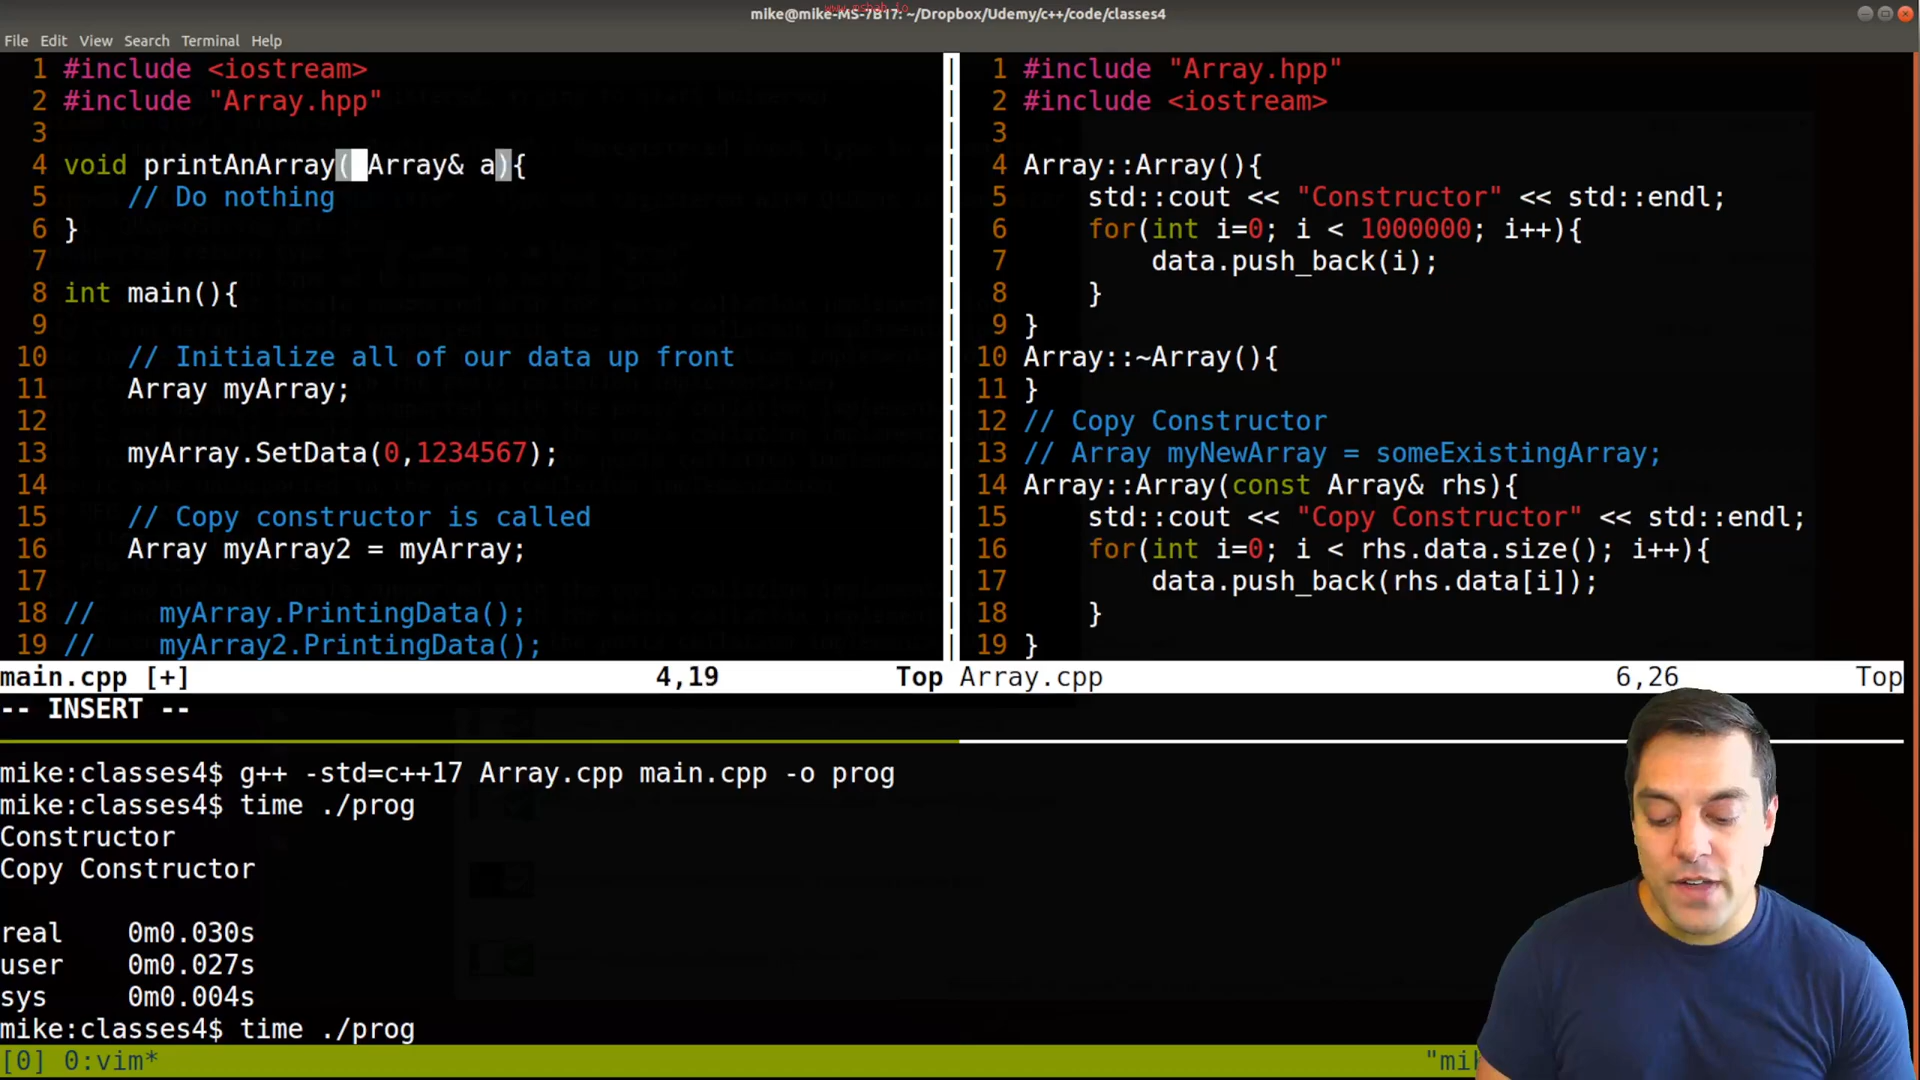 www.mshah.io
mike@mike-MS-7B17: ~/Dropbox/Udemy/c++/code/classes4
File Edit View Search Terminal Help
1 #include <iostream>
2 #include "Array.hpp"
3
4 void printAnArray( Array& a){
5     // Do nothing
6 }
7
8 int main(){
9
10     // Initialize all of our data up front
11     Array myArray;
12
13     myArray.SetData(0,1234567);
14
15     // Copy constructor is called
16     Array myArray2 = myArray;
17
18 //    myArray.PrintingData();
19 //    myArray2.PrintingData();
main.cpp [+] 4,19 Top
1 #include "Array.hpp"
2 #include <iostream>
3
4 Array::Array(){
5     std::cout << "Constructor" << std::endl;
6     for(int i=0; i < 1000000; i++){
7         data.push_back(i);
8     }
9 }
10 Array::~Array(){
11 }
12 // Copy Constructor
13 // Array myNewArray = someExistingArray;
14 Array::Array(const Array& rhs){
15     std::cout << "Copy Constructor" << std::endl;
16     for(int i=0; i < rhs.data.size(); i++){
17         data.push_back(rhs.data[i]);
18     }
19 }
Array.cpp 6,26 Top
-- INSERT --
mike:classes4$ g++ -std=c++17 Array.cpp main.cpp -o prog
mike:classes4$ time ./prog
Constructor
Copy Constructor
real    0m0.030s
user    0m0.027s
sys     0m0.004s
mike:classes4$ time ./prog
[0] 0:vim*